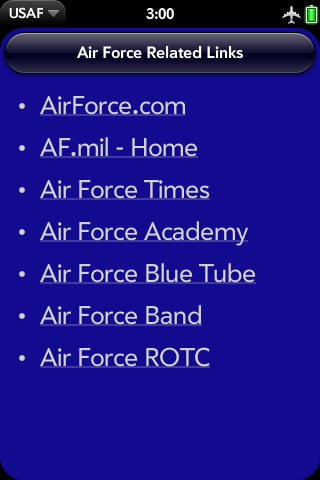 USAF 3:00
Air Force Related Links
• AirForce.com
• AF.mil - Home
• Air Force Times
• Air Force Academy
• Air Force Blue Tube
• Air Force Band
• Air Force ROTC